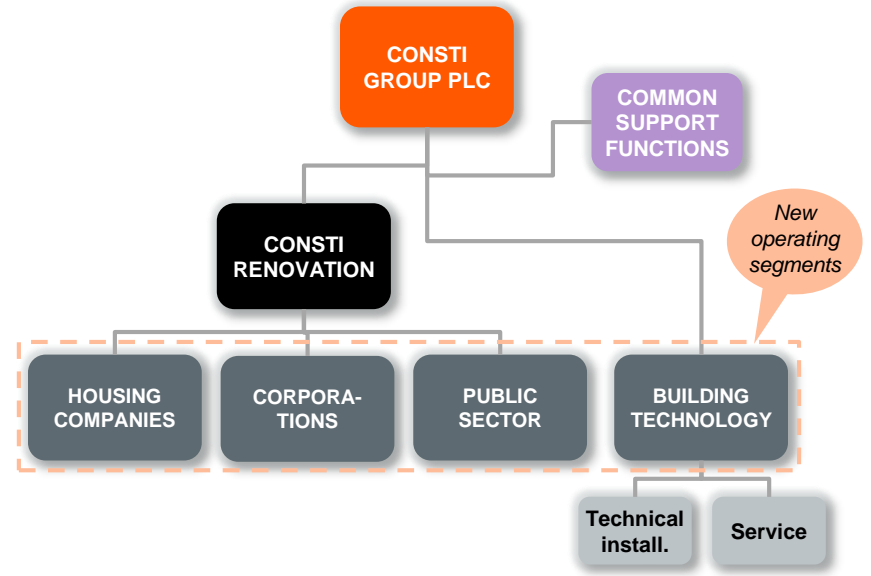 CONSTI
GROUP PLC
COMMON
SUPPORT
FUNCTIONS
New
operating
segments
CONSTI
RENOVATION
HOUSING
COMPANIES
CORPORA-
TIONS
PUBLIC
SECTOR
BUILDING
TECHNOLOGY
Technical
install.
Service